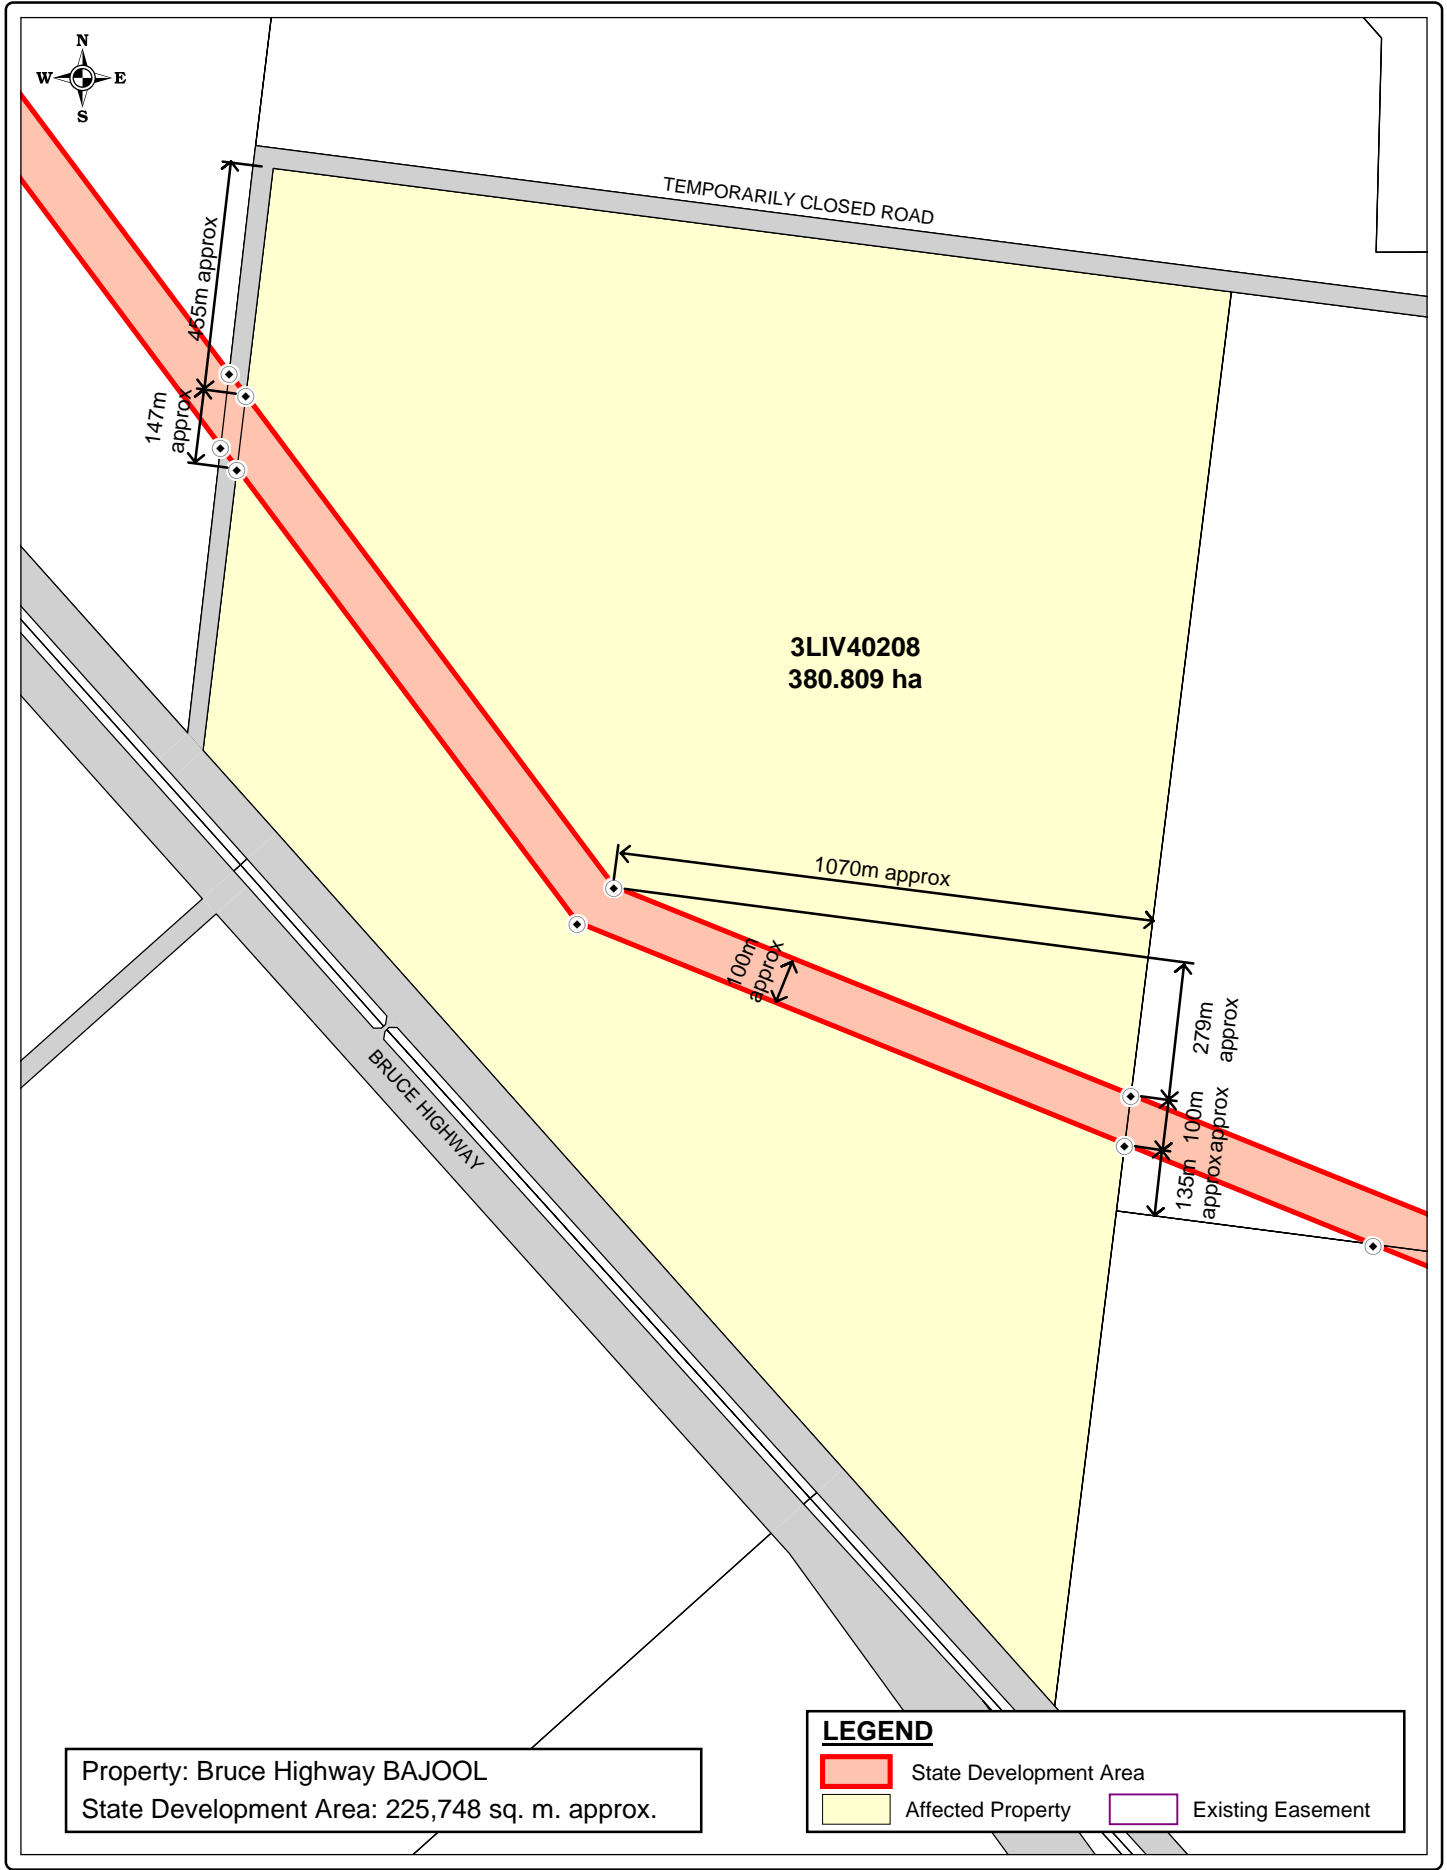 N
W E
S
TEMPORARILY CLOSED ROAD
455m approx
147m
approx
3LIV40208
380.809 ha
1070m approx
100m
approx
279m
approx
100m
approx
135m
approx
BRUCE HIGHWAY
Property: Bruce Highway BAJOOL
State Development Area: 225,748 sq. m. approx.
LEGEND
State Development Area
Affected Property
Existing Easement